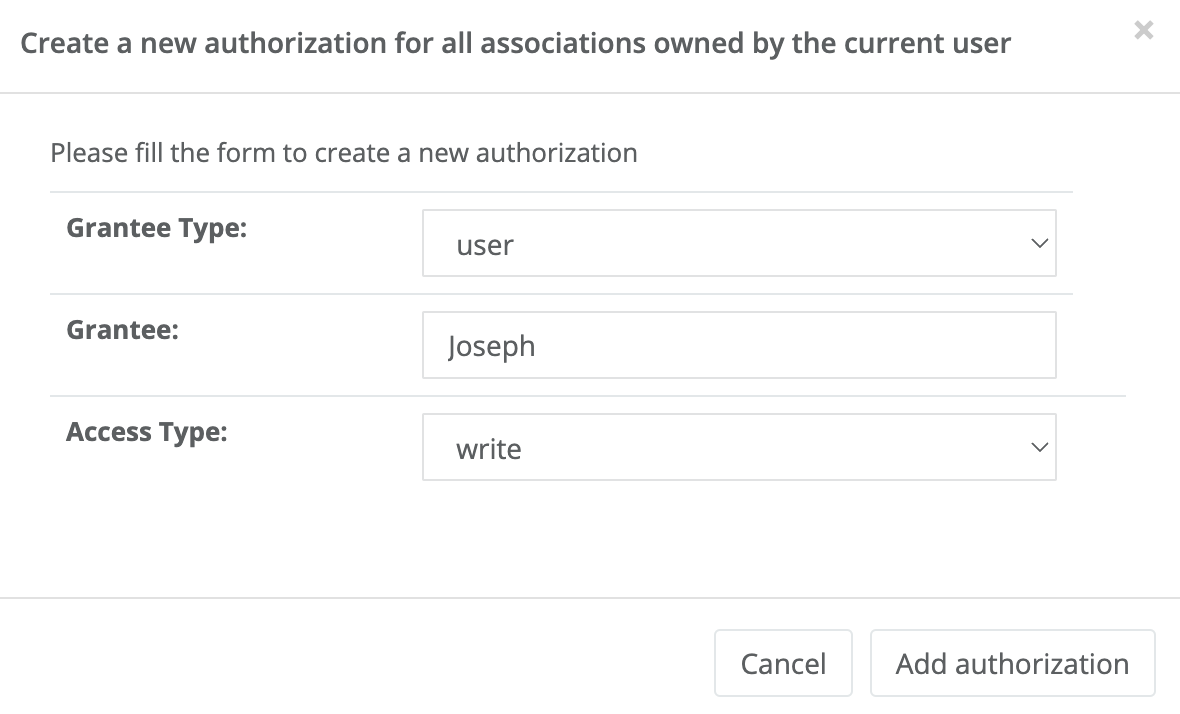 Create a new authorization for all associations owned by the current user
×
Please fill the form to create a new authorization
Grantee Type:
user
Grantee:
Joseph
Access Type:
write
Cancel
Add authorization